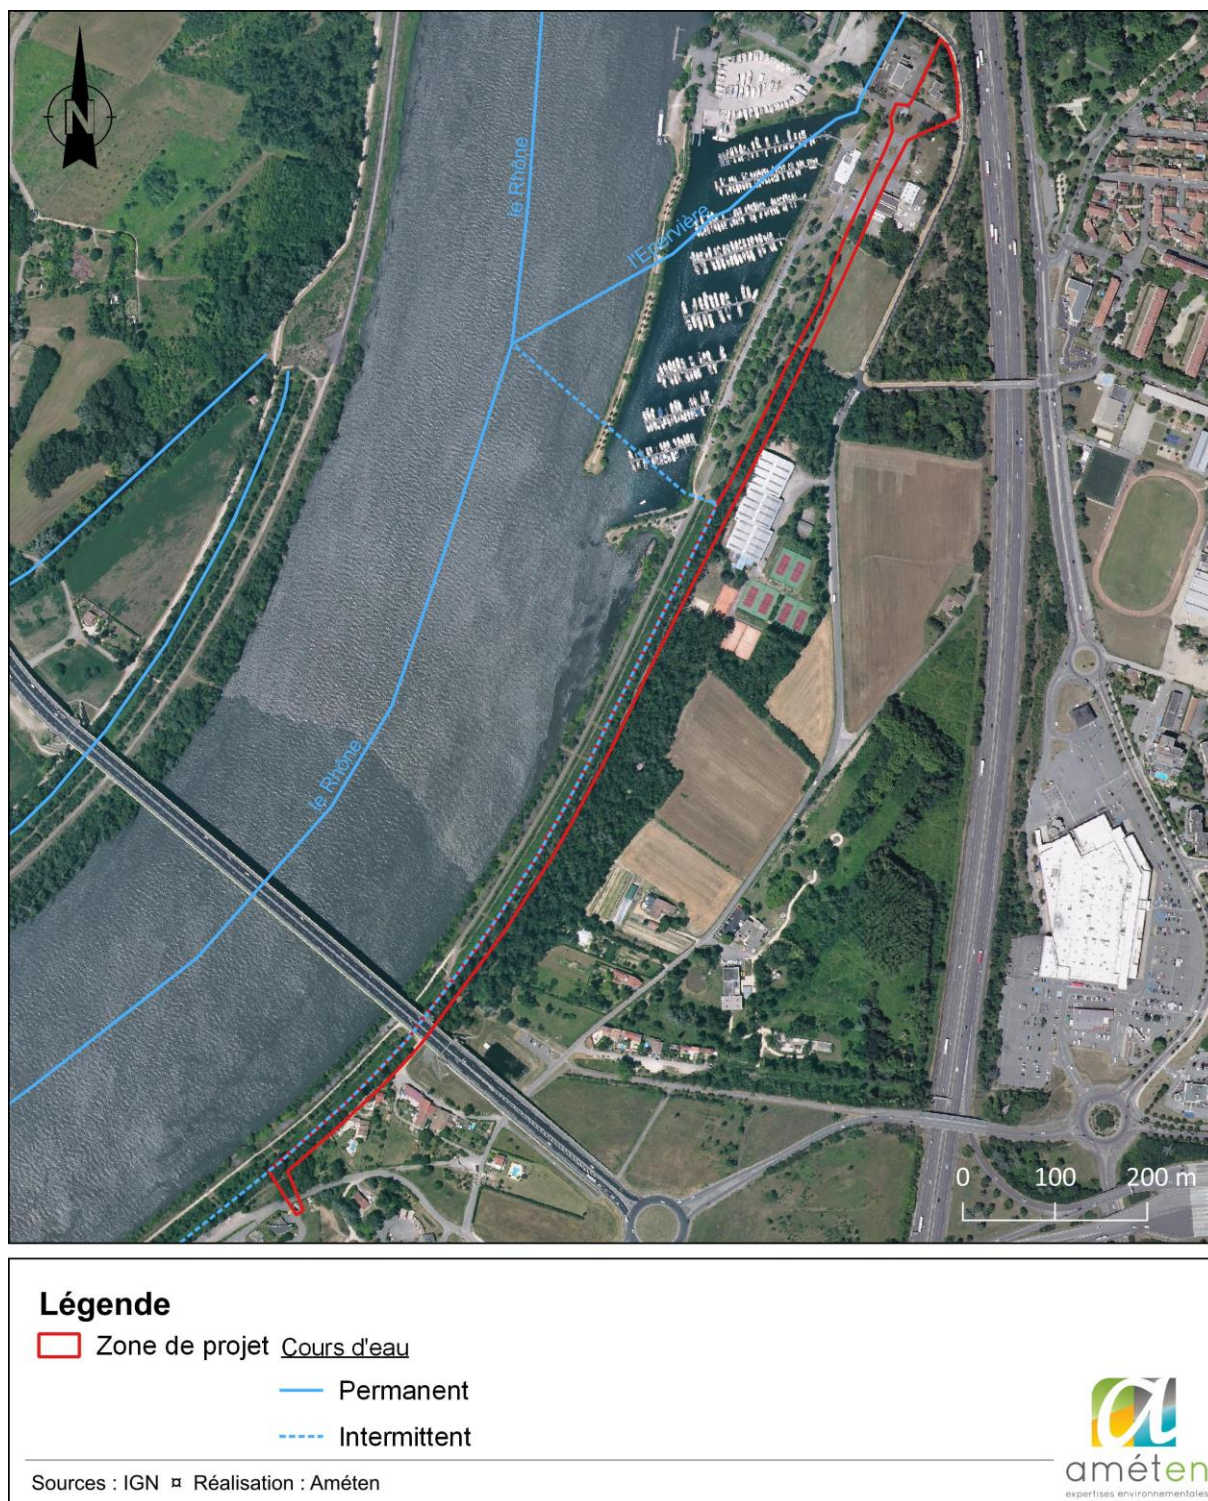 N
le Rhône
l'Epervière
le Rhône
0 100 200 m
Légende
Zone de projet Cours d'eau
Permanent
Intermittent
Sources : IGN ¤ Réalisation : Améten
a
améten
expertises environnementales